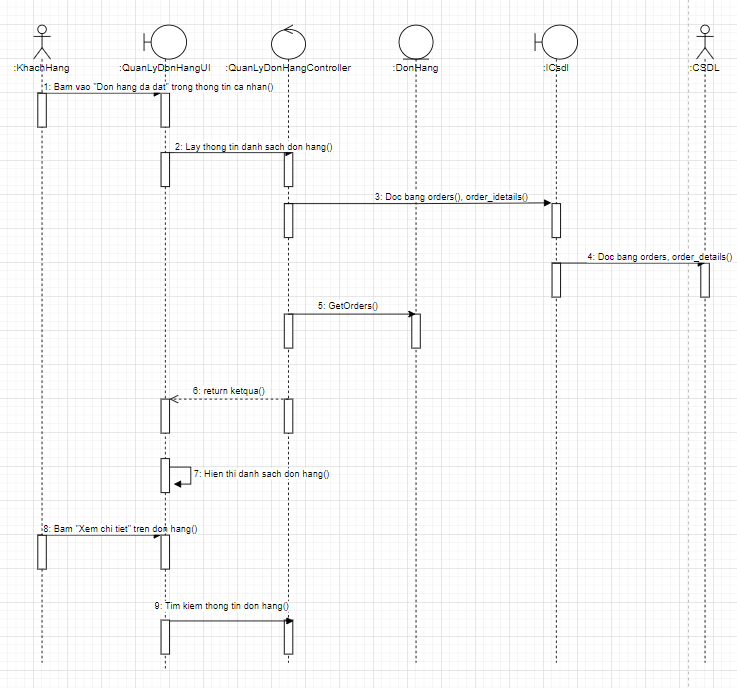 :KhachHang
:QuanLyDonHangUI
:QuanLyDonHangController
:DonHang
:ICsdl
:CSDL
1: Bam vao "Don hang da dat" trong thong tin ca nhan()
2: Lay thong tin danh sach don hang()
3: Doc bang orders(), order_idetails()
4: Doc bang orders, order_details()
5: GetOrders()
6: return ketqua()
7: Hien thi danh sach don hang()
8: Bam "Xem chi tiet" tren don hang()
9: Tim kiem thong tin don hang()